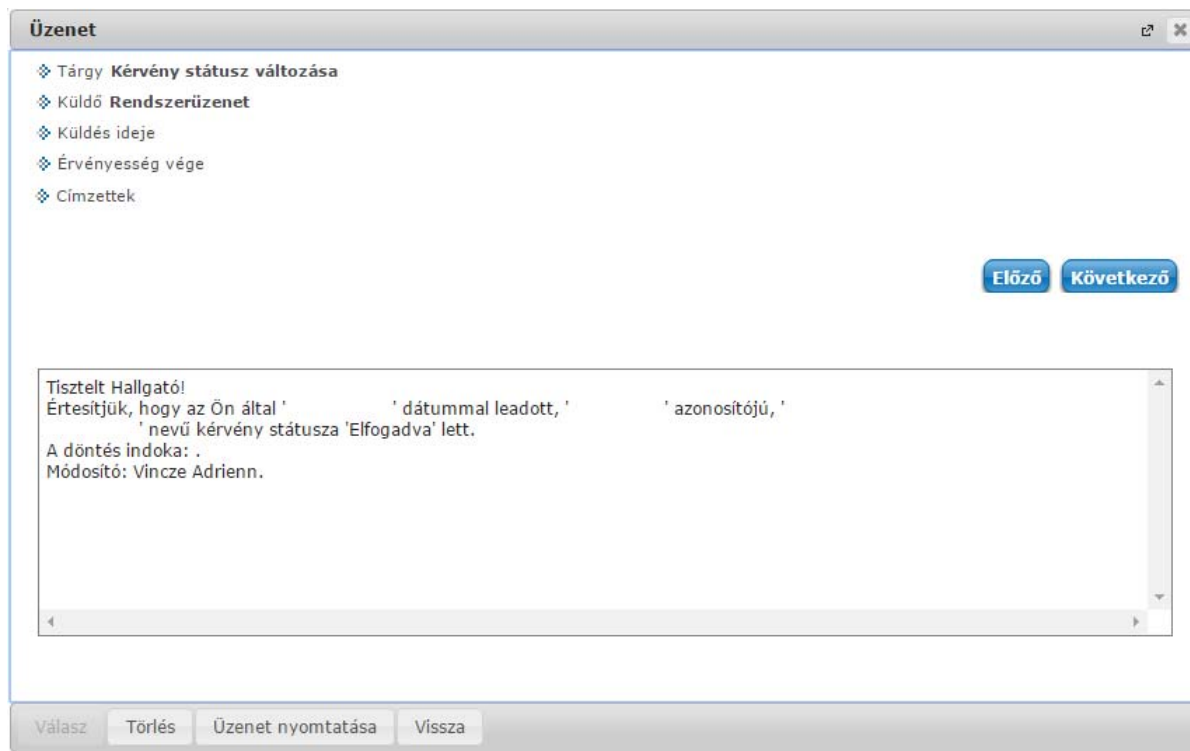 Üzenet
Tárgy Kérvény státusz változása
Küldő Rendszerüzenet
Küldés ideje
Érvényesség vége
Címzettek
Előző Következő
Tisztelt Hallgató!
Értesítjük, hogy az Ön által ' ' dátummal leadott, ' ' azonosítójú, '
' nevű kérvény státusza 'Elfogadva' lett.
A döntés indoka: .
Módosító: Vincze Adrienn.
Válasz Törlés Üzenet nyomtatása Vissza